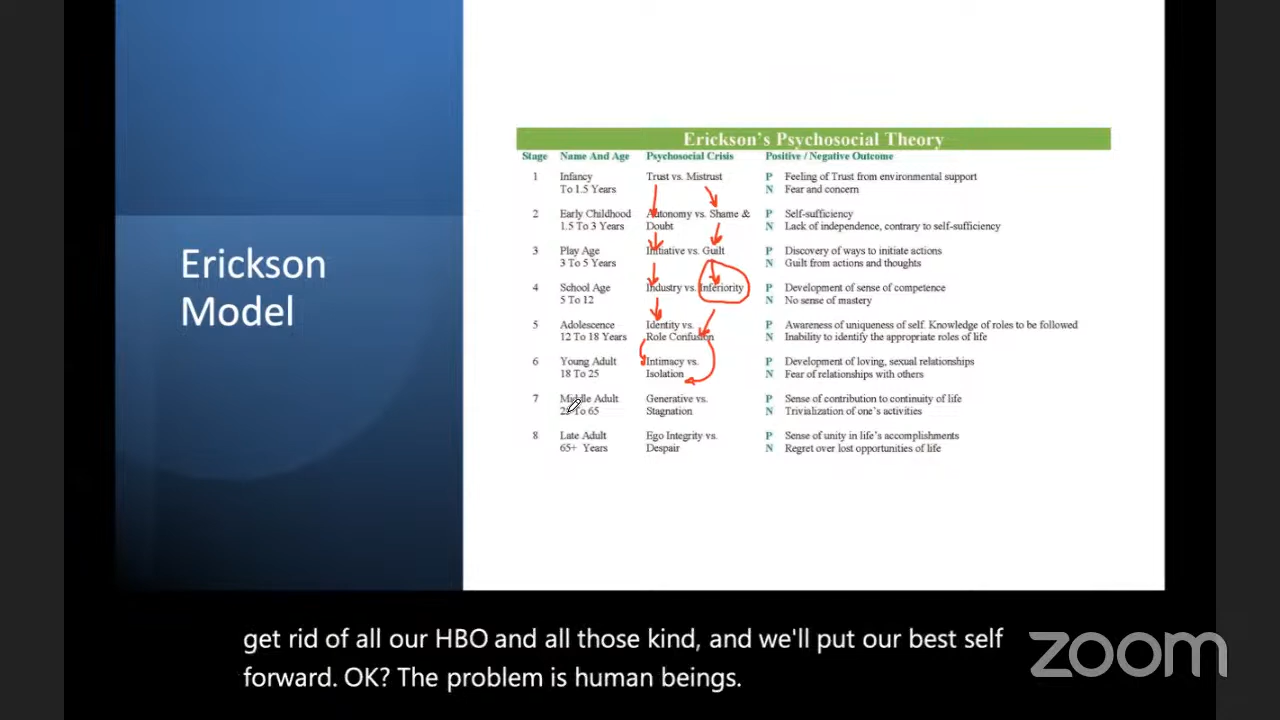 Erickson
Model
Erickson's Psychosocial Theory
Stage Name And Age Psychosocial Crisis Positive / Negative Outcome
1 Infancy Trust vs. Mistrust P Feeling of Trust from environmental support
To 1.5 Years N Fear and concern
2 Early Childhood Autonomy vs. Shame & P Self-sufficiency
1.5 To 3 Years Doubt N Lack of independence, contrary to self-sufficiency
3 Play Age Initiative vs. Guilt P Discovery of ways to initiate actions
3 To 5 Years N Guilt from actions and thoughts
4 School Age Industry vs. Inferiority P Development of sense of competence
5 To 12 N No sense of mastery
5 Adolescence Identity vs. P Awareness of uniqueness of self. Knowledge of roles to be followed
12 To 18 Years Role Confusion N Inability to identify the appropriate roles of life
6 Young Adult Intimacy vs. P Development of loving, sexual relationships
18 To 25 Isolation N Fear of relationships with others
7 Middle Adult Generative vs. P Sense of contribution to continuity of life
25 To 65 Stagnation N Trivialization of one's activities
8 Late Adult Ego Integrity vs. P Sense of unity in life's accomplishments
65+ Years Despair N Regret over lost opportunities of life
get rid of all our HBO and all those kind, and we'll put our best self
forward. OK? The problem is human beings.
zoom